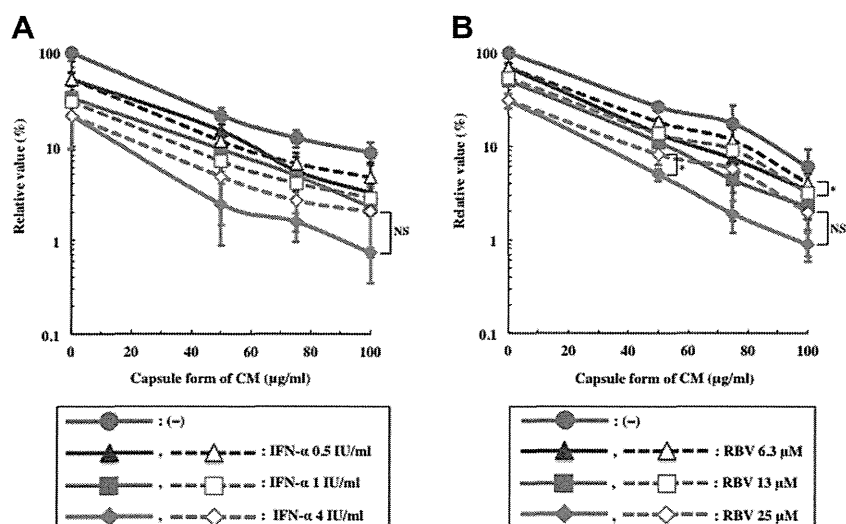 A
Relative value (%)
100
10
1
0.1
NS
0 20 40 60 80 100
Capsule form of CM (µg/ml)
: (−)
, : IFN-α 0.5 IU/ml
, : IFN-α 1 IU/ml
, : IFN-α 4 IU/ml
B
Relative value (%)
100
10
1
0.1
*
*
NS
0 20 40 60 80 100
Capsule form of CM (µg/ml)
: (−)
, : RBV 6.3 µM
, : RBV 13 µM
, : RBV 25 µM